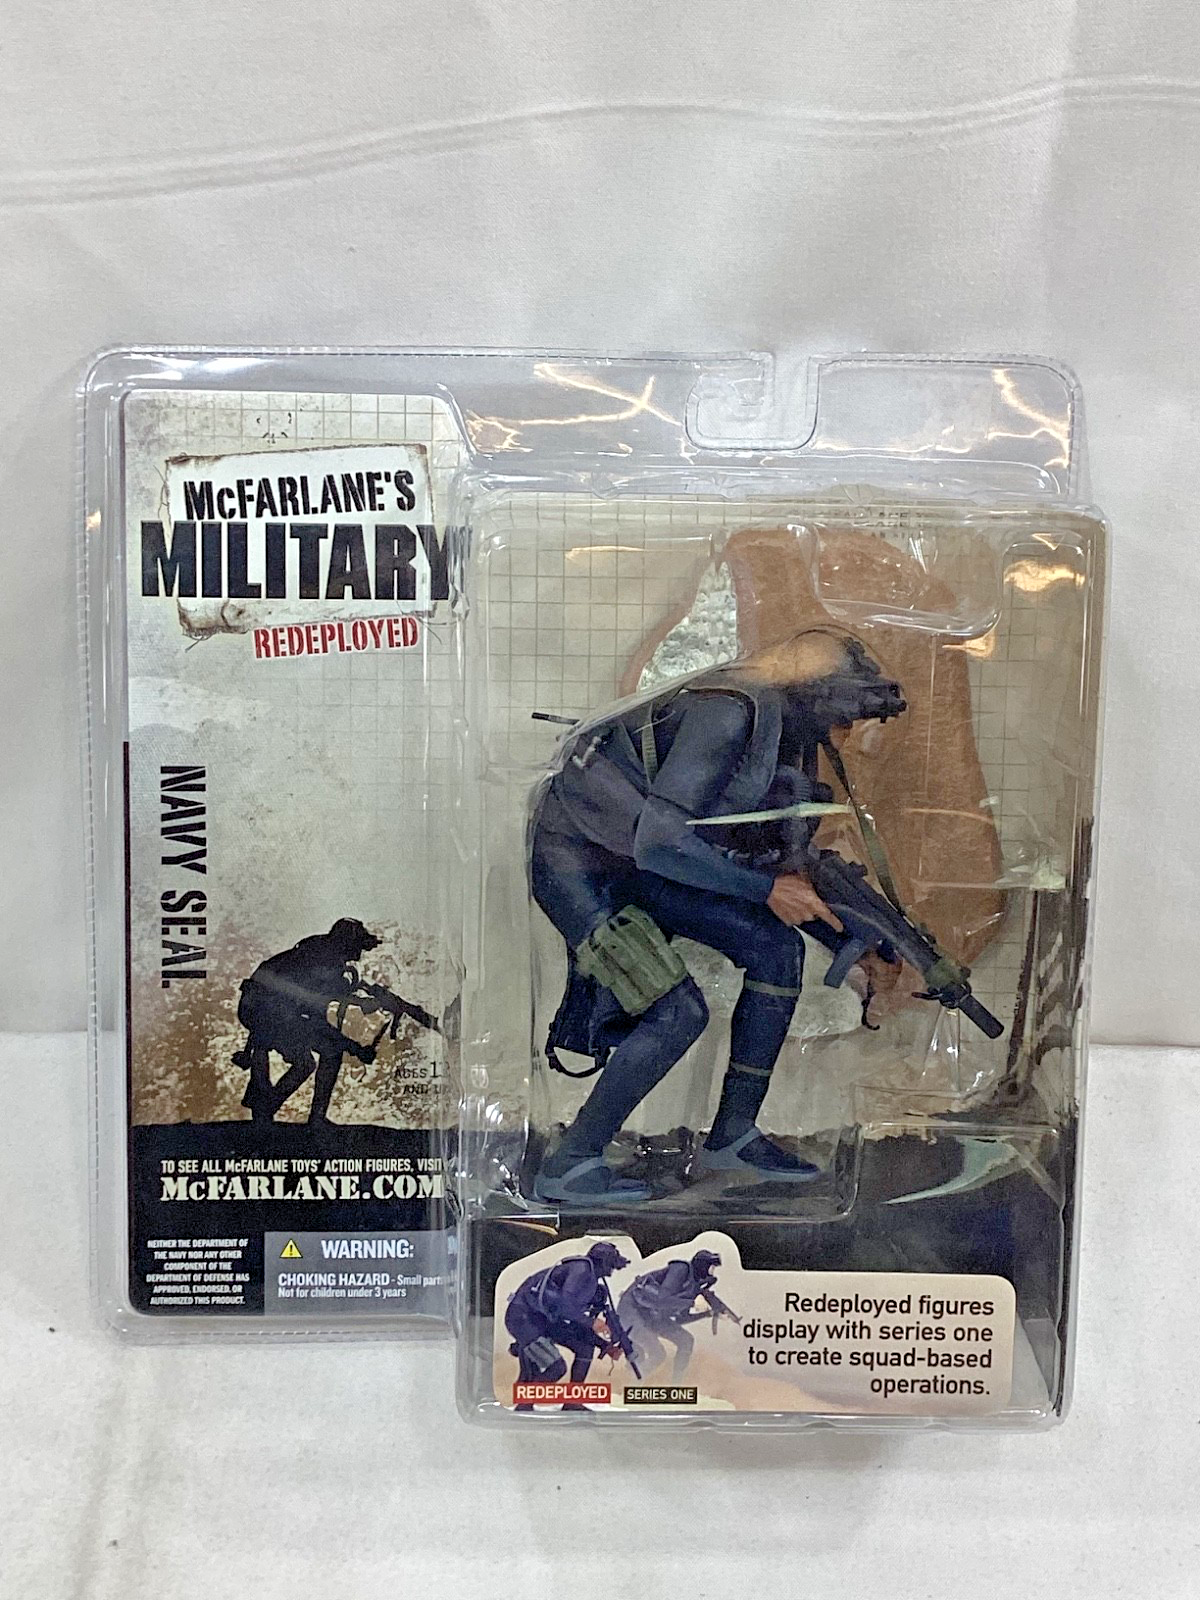 McFARLANE'S
MILITARY
REDEPLOYED
NAVY SEAL
AGES
AND
TO SEE ALL McFARLANE TOYS' ACTION FIGURES, VISIT
McFARLANE.COM
NEITHER THE DEPARTMENT OF
THE NAVY NOR ANY OTHER
COMPONENT OF THE
DEPARTMENT OF DEFENSE HAS
APPROVED, ENDORSED, OR
AUTHORIZED THIS PRODUCT.
WARNING:
CHOKING HAZARD - Small parts
Not for children under 3 years
Redeployed figures
display with series one
to create squad-based
operations.
REDEPLOYED
SERIES ONE